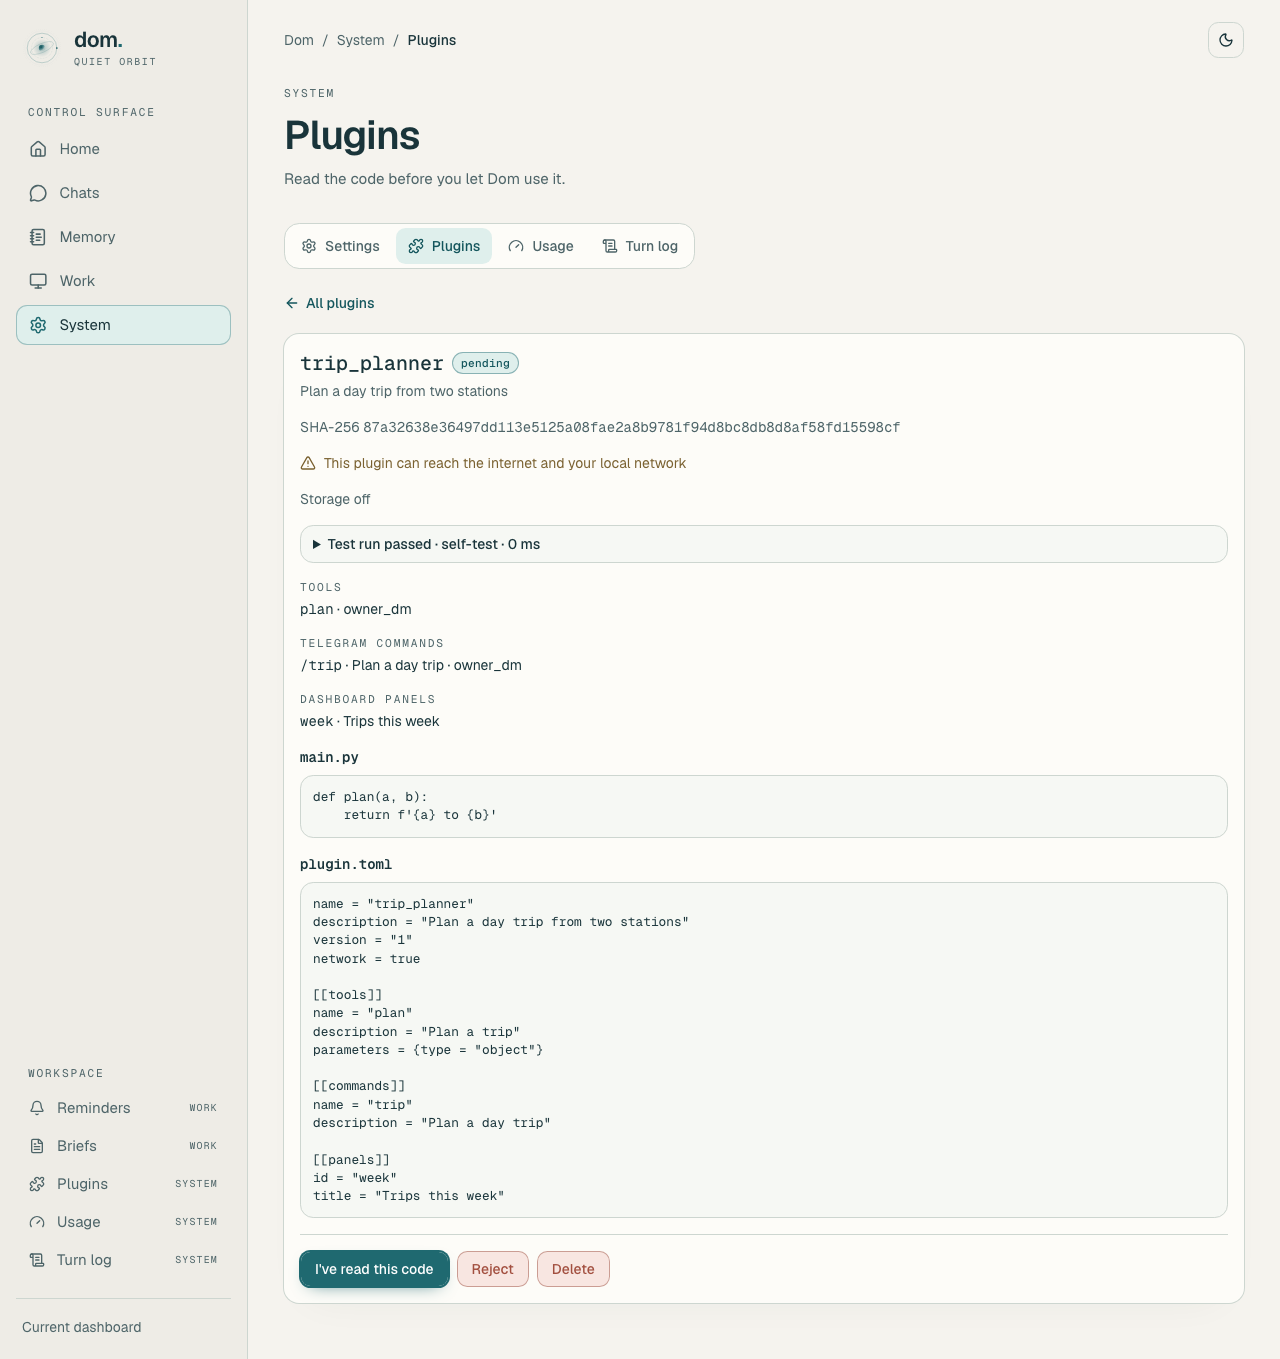 dom.
QUIET ORBIT
CONTROL SURFACE
Home
Chats
Memory
Work
System
WORKSPACE
Reminders WORK
Briefs WORK
Plugins SYSTEM
Usage SYSTEM
Turn log SYSTEM
Current dashboard
Dom / System / Plugins
SYSTEM
Plugins
Read the code before you let Dom use it.
Settings Plugins Usage Turn log
← All plugins
trip_planner pending
Plan a day trip from two stations
SHA-256 87a32638e36497dd113e5125a08fae2a8b9781f94d8bc8db8d8af58fd15598cf
This plugin can reach the internet and your local network
Storage off
▶ Test run passed · self-test · 0 ms
TOOLS
plan · owner_dm
TELEGRAM COMMANDS
/trip · Plan a day trip · owner_dm
DASHBOARD PANELS
week · Trips this week
main.py
def plan(a, b):
    return f'{a} to {b}'
plugin.toml
name = "trip_planner"
description = "Plan a day trip from two stations"
version = "1"
network = true
[[tools]]
name = "plan"
description = "Plan a trip"
parameters = {type = "object"}
[[commands]]
name = "trip"
description = "Plan a day trip"
[[panels]]
id = "week"
title = "Trips this week"
I've read this code Reject Delete